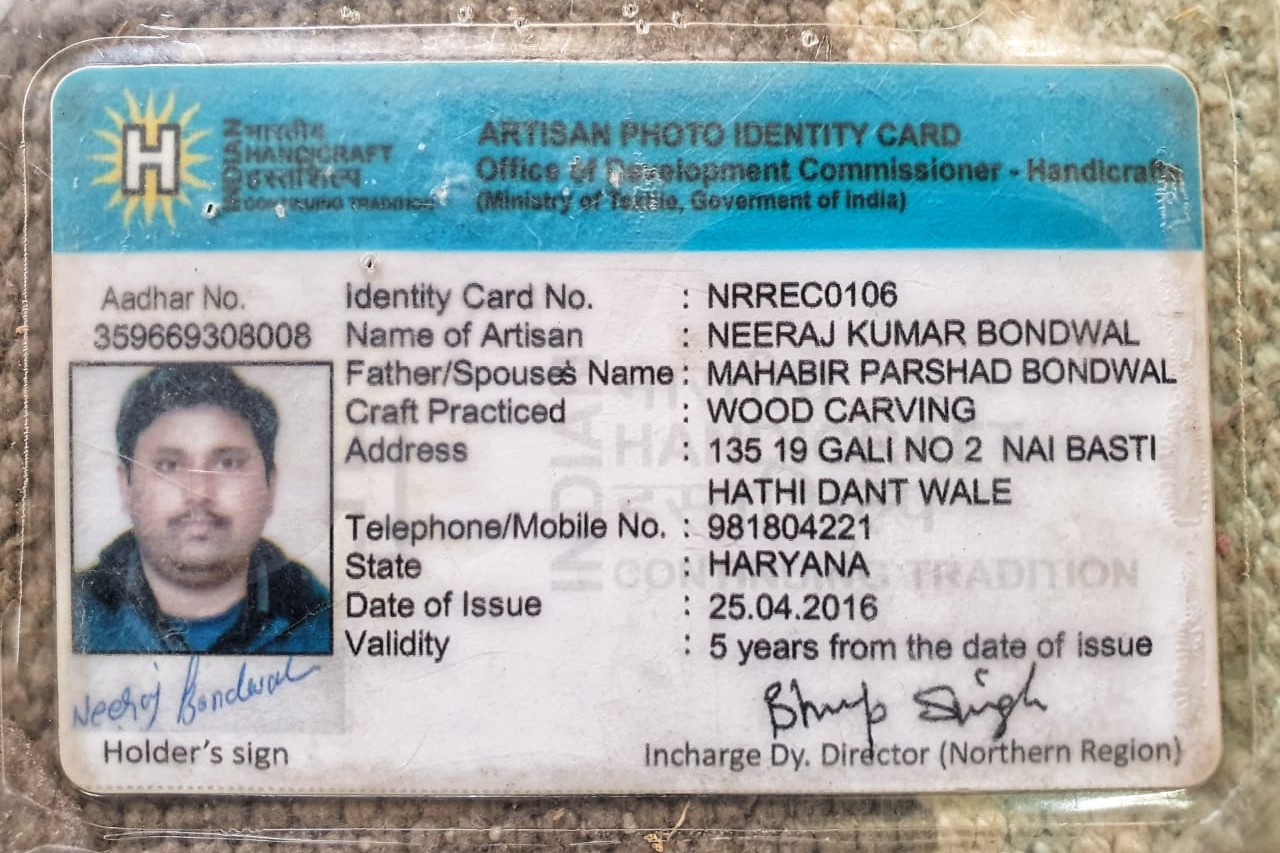 भारतीय
INDIAN HANDICRAFT
हस्तशिल्प
CONTINUING TRADITION
ARTISAN PHOTO IDENTITY CARD
Office of Development Commissioner - Handicrafts
(Ministry of Textile, Goverment of India)
Aadhar No.
359669308008
Identity Card No. : NRREC0106
Name of Artisan : NEERAJ KUMAR BONDWAL
Father/Spouse's Name : MAHABIR PARSHAD BONDWAL
Craft Practiced : WOOD CARVING
Address : 135 19 GALI NO 2 NAI BASTI
HATHI DANT WALE
Telephone/Mobile No. : 981804221
State : HARYANA
Date of Issue : 25.04.2016
Validity : 5 years from the date of issue
Neeraj Bondwal
Holder's sign
Bhup Singh
Incharge Dy. Director (Northern Region)